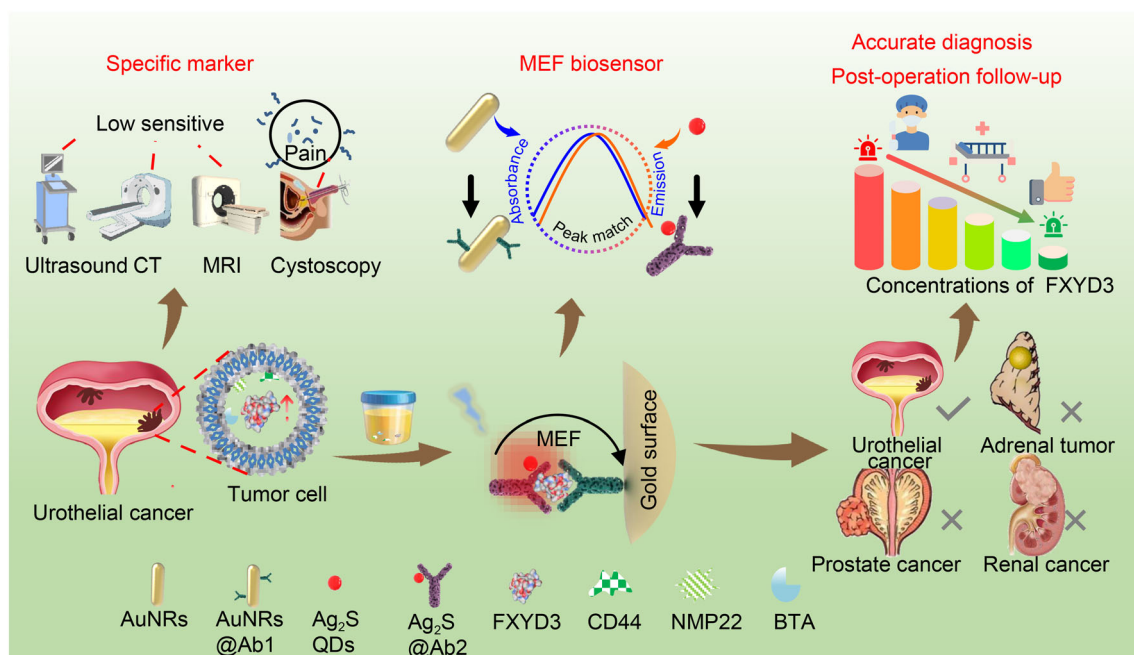 Specific marker
Low sensitive
Pain
Ultrasound CT
MRI
Cystoscopy
MEF biosensor
Absorbance
Emission
Peak match
Accurate diagnosis
Post-operation follow-up
Concentrations of FXYD3
Urothelial cancer
Tumor cell
MEF
Gold surface
Urothelial
cancer
Adrenal tumor
Prostate cancer
Renal cancer
AuNRs
AuNRs
@Ab1
Ag₂S
QDs
Ag₂S
@Ab2
FXYD3
CD44
NMP22
BTA